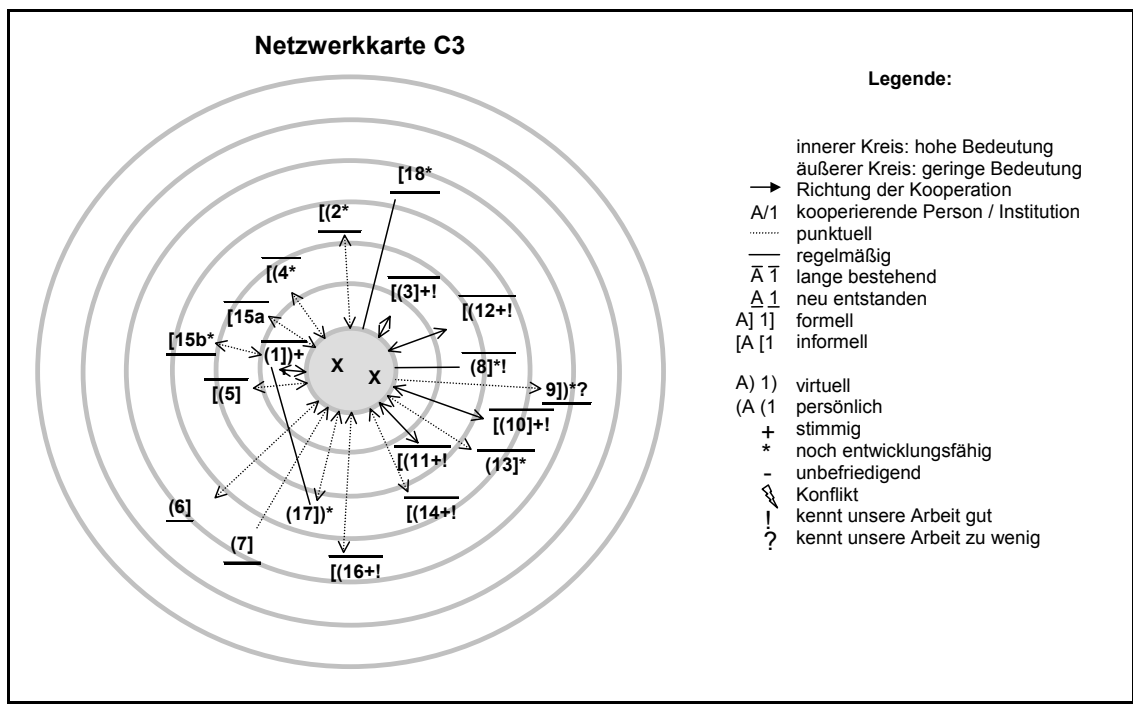 Netzwerkkarte C3
[18*
[(2*
[(4*
[(3]+!
[(12+!
[15a
[15b*
(1])+
X
X
(8]*!
[(5]
9])*?
[(10]+!
[(11+!
(13]*
(6]
(17])*
[(14+!
(7]
[(16+!
Legende:
innerer Kreis: hohe Bedeutung
äußerer Kreis: geringe Bedeutung
Richtung der Kooperation
A/1 kooperierende Person / Institution
punktuell
regelmäßig
A 1 lange bestehend
A 1 neu entstanden
A] 1] formell
[A [1 informell
A) 1) virtuell
(A (1 persönlich
+ stimmig
* noch entwicklungsfähig
- unbefriedigend
Konflikt
! kennt unsere Arbeit gut
? kennt unsere Arbeit zu wenig